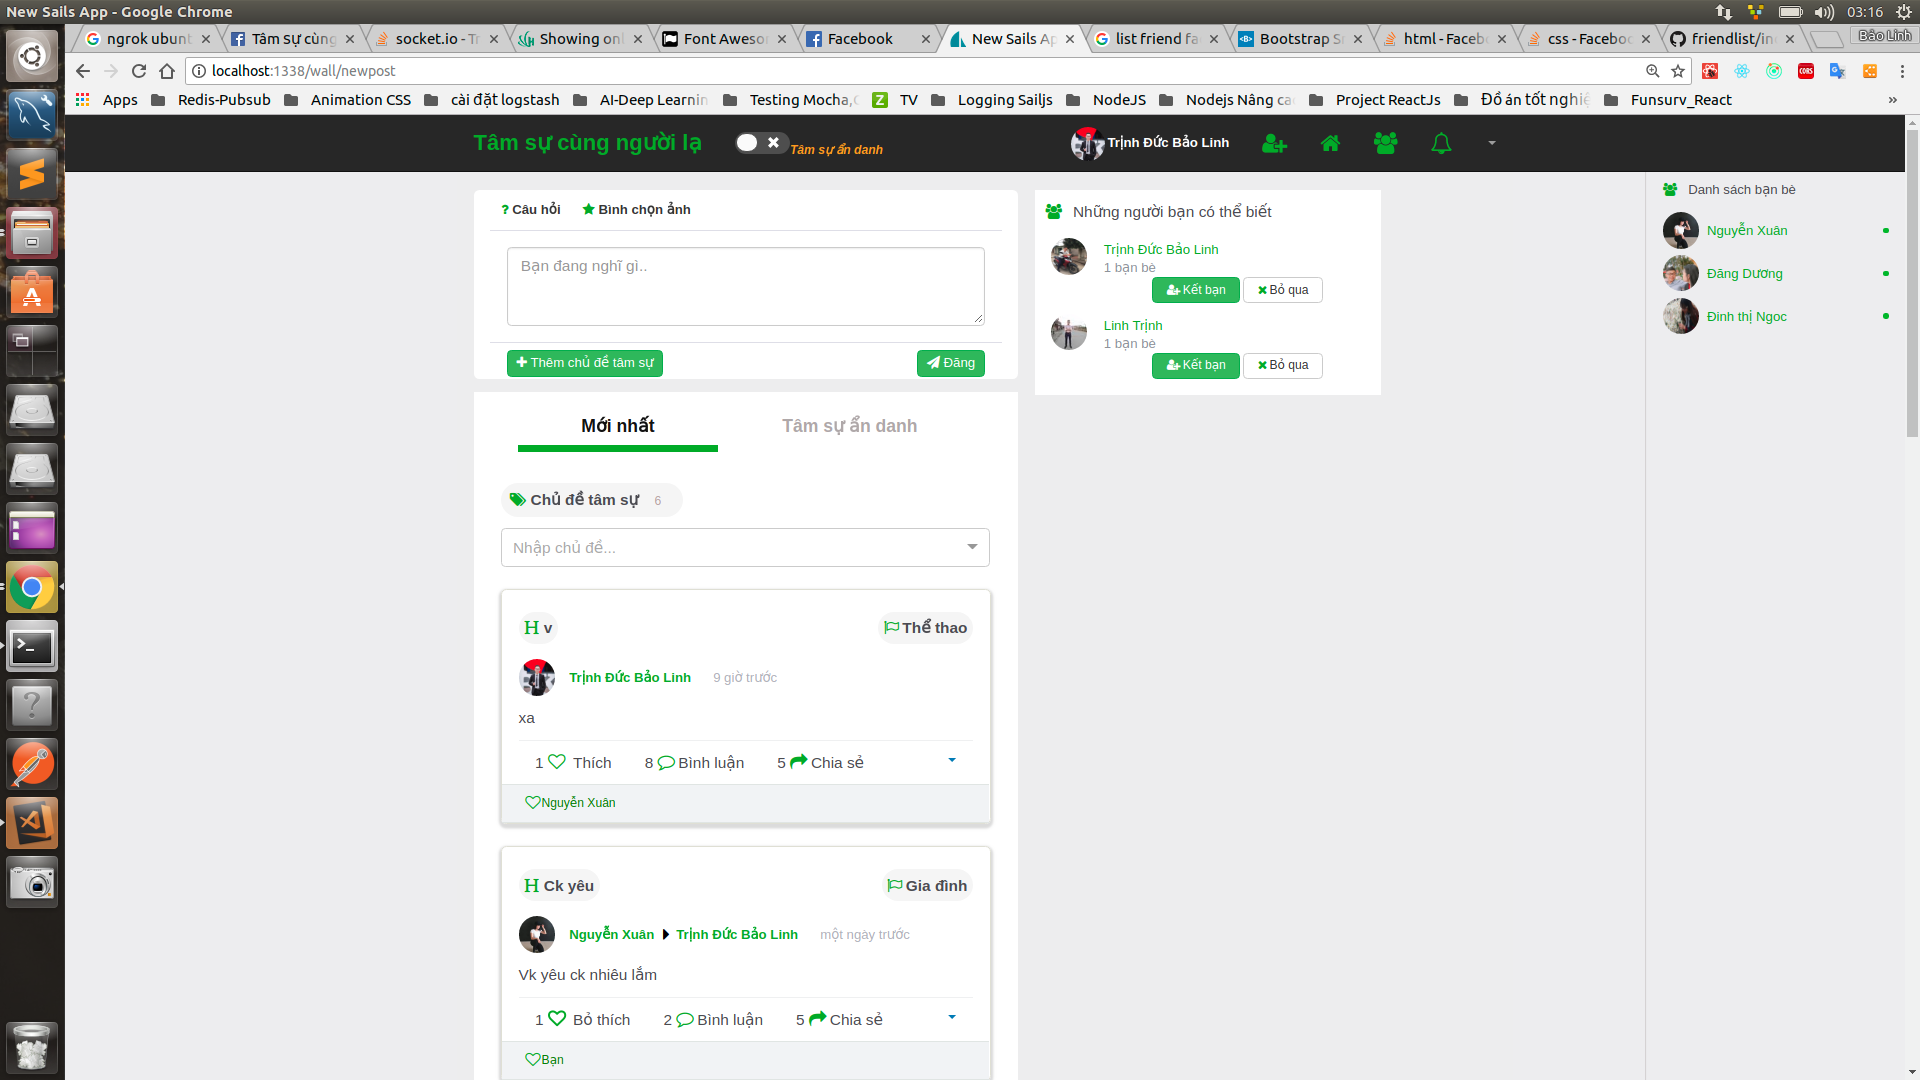 New Sails App - Google Chrome
03:16
ngrok ubunt
Tâm sự cùng
socket.io - Tr
Showing onl
Font Aweso
Facebook
New Sails Ap
list friend fa
Bootstrap S
html - Faceb
css - Faceboo
friendlist/in
Bảo Linh
localhost:1338/wall/newpost
Apps
Redis-Pubsub
Animation CSS
cài đặt logstash
AI-Deep Learnin
Testing Mocha,C
TV
Logging Sailjs
NodeJS
Nodejs Nâng ca
Project ReactJs
Đồ án tốt nghiệ
Funsurv_React
»
Tâm sự cùng người lạ
Tâm sự ẩn danh
Trịnh Đức Bảo Linh
? Câu hỏi
Bình chọn ảnh
Bạn đang nghĩ gì..
Thêm chủ đề tâm sự
Đăng
Mới nhất
Tâm sự ẩn danh
Chủ đề tâm sự 6
Nhập chủ đề...
H v
Thể thao
Trịnh Đức Bảo Linh 9 giờ trước
xa
1 Thích 8 Bình luận 5 Chia sẻ
Nguyễn Xuân
H Ck yêu
Gia đình
Nguyễn Xuân Trịnh Đức Bảo Linh một ngày trước
Vk yêu ck nhiêu lắm
1 Bỏ thích 2 Bình luận 5 Chia sẻ
Bạn
Những người bạn có thể biết
Trịnh Đức Bảo Linh
1 bạn bè
Kết bạn Bỏ qua
Linh Trịnh
1 bạn bè
Kết bạn Bỏ qua
Danh sách bạn bè
Nguyễn Xuân
Đăng Dương
Đinh thị Ngoc